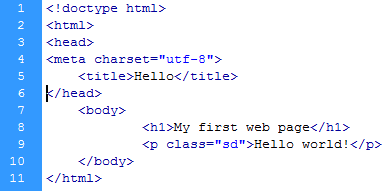 1 <!doctype html>
2 <html>
3 <head>
4 <meta charset="utf-8">
5     <title>Hello</title>
6 </head>
7     <body>
8             <h1>My first web page</h1>
9             <p class="sd">Hello world!</p>
10     </body>
11 </html>